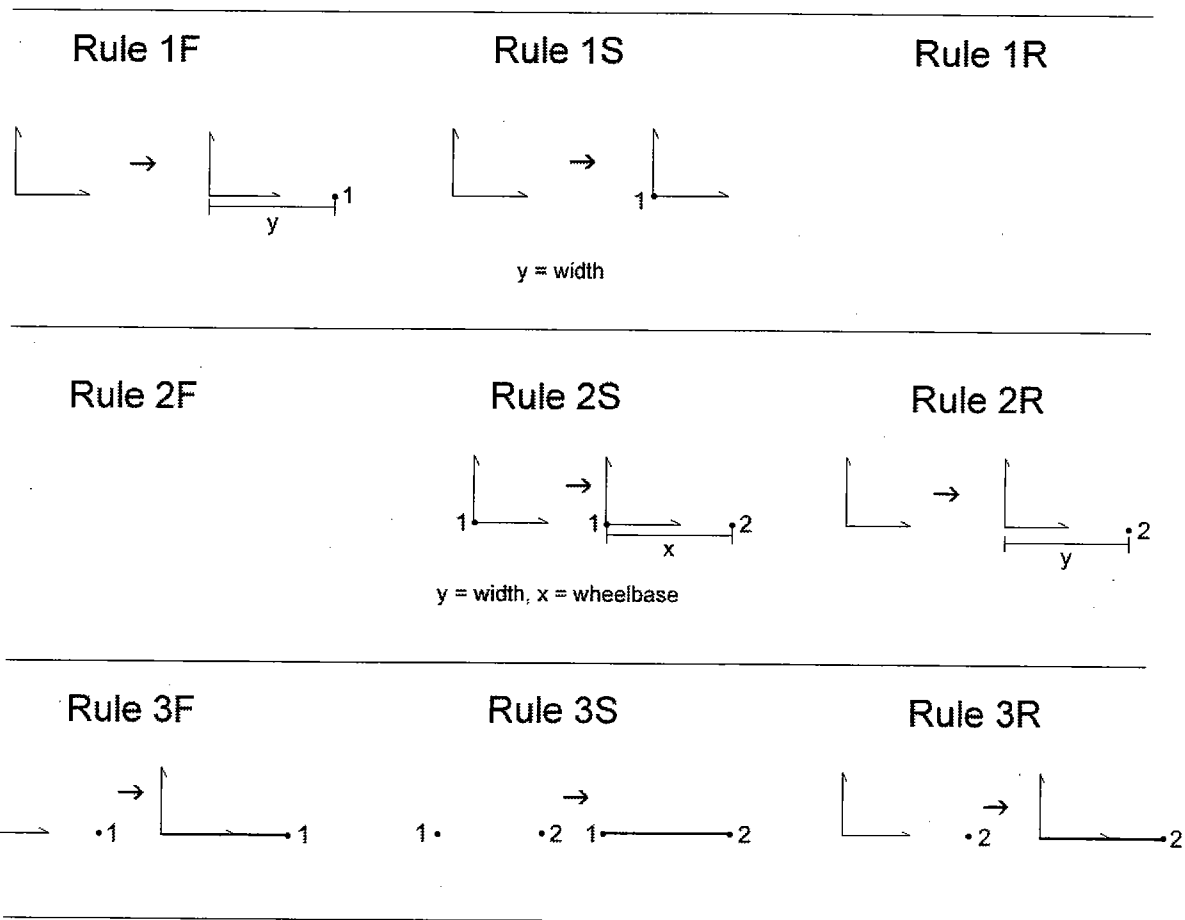 Rule 1F Rule 1S Rule 1R
→ →
1 1
y
y = width
Rule 2F Rule 2S Rule 2R
→ →
1 1 2 2
x y
y = width, x = wheelbase
Rule 3F Rule 3S Rule 3R
→ → →
1 1 1 2 1 2 2 2